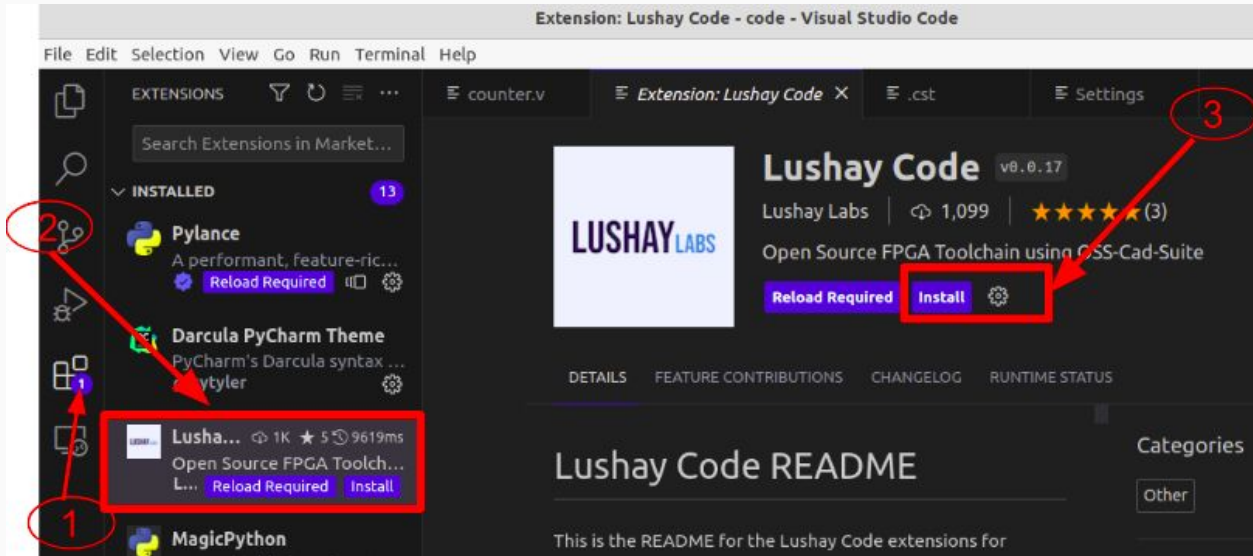 Extension: Lushay Code - code - Visual Studio Code
File Edit Selection View Go Run Terminal Help
EXTENSIONS
Search Extensions in Market...
INSTALLED 13
Pylance
A performant, feature-ric...
Reload Required
Darcula PyCharm Theme
PyCharm's Darcula syntax ...
Lusha... 1K ★ 5 9619ms
Open Source FPGA Toolch...
L... Reload Required Install
MagicPython
1
2
1
counter.v
Extension: Lushay Code
.cst
Settings
3
LUSHAY LABS
Lushay Code v0.0.17
Lushay Labs 1,099 ★★★★★(3)
Open Source FPGA Toolchain using OSS-Cad-Suite
Reload Required Install
DETAILS FEATURE CONTRIBUTIONS CHANGELOG RUNTIME STATUS
Lushay Code README
This is the README for the Lushay Code extensions for
Categories
Other